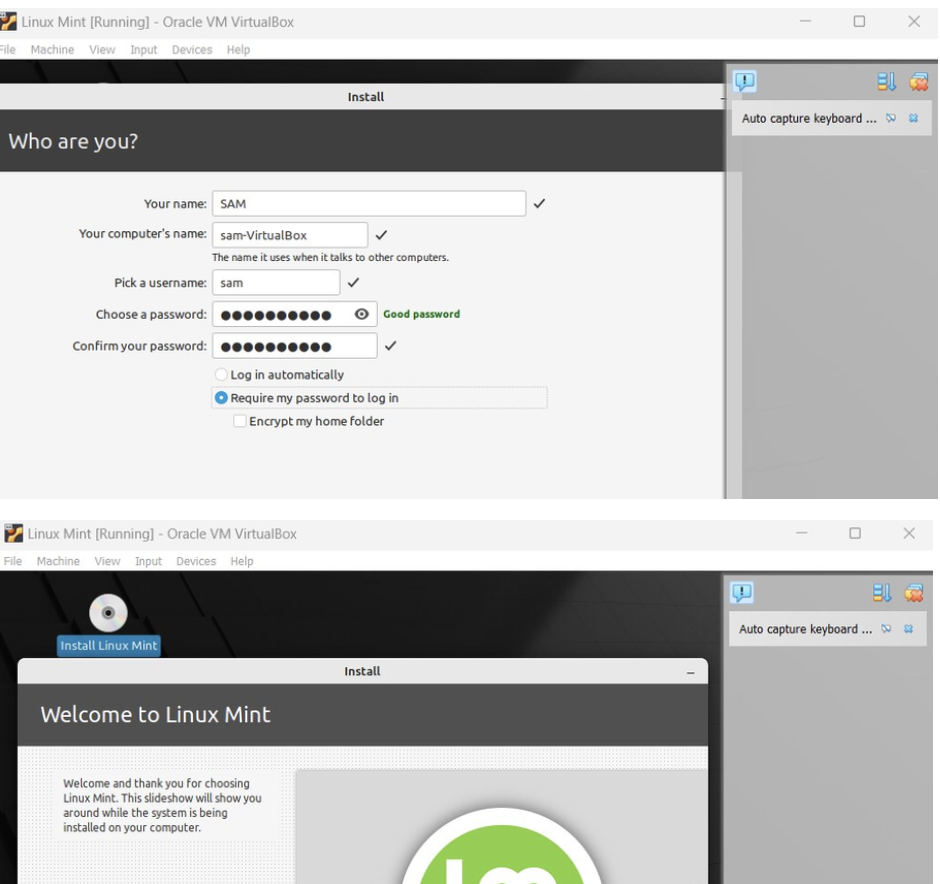 Linux Mint [Running] - Oracle VM VirtualBox
File Machine View Input Devices Help
Install
Auto capture keyboard ...
Who are you?
Your name: SAM
Your computer's name: sam-VirtualBox
The name it uses when it talks to other computers.
Pick a username: sam
Choose a password: ●●●●●●●●●● Good password
Confirm your password: ●●●●●●●●●●
Log in automatically
Require my password to log in
Encrypt my home folder
Linux Mint [Running] - Oracle VM VirtualBox
File Machine View Input Devices Help
Install Linux Mint
Auto capture keyboard ...
Install
Welcome to Linux Mint
Welcome and thank you for choosing
Linux Mint. This slideshow will show you
around while the system is being
installed on your computer.